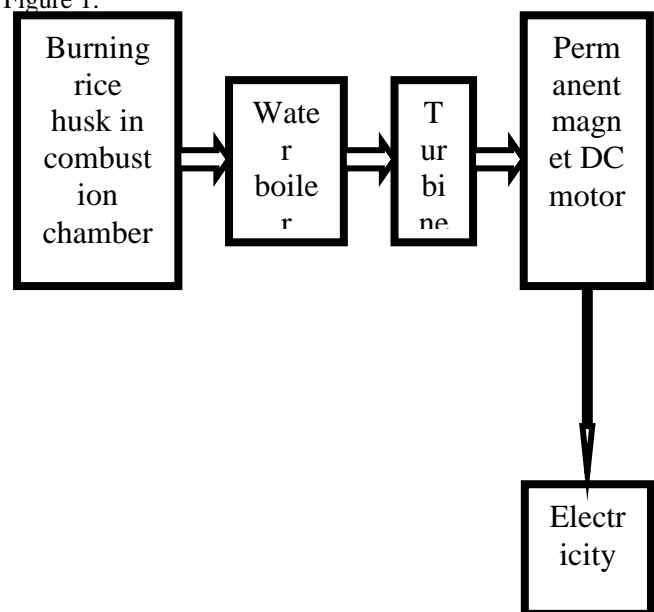 Figure 1.
Burning
rice
husk in
combust
ion
chamber
Wate
r
boile
r
T
ur
bi
ne
Perm
anent
magn
et DC
motor
Electr
icity